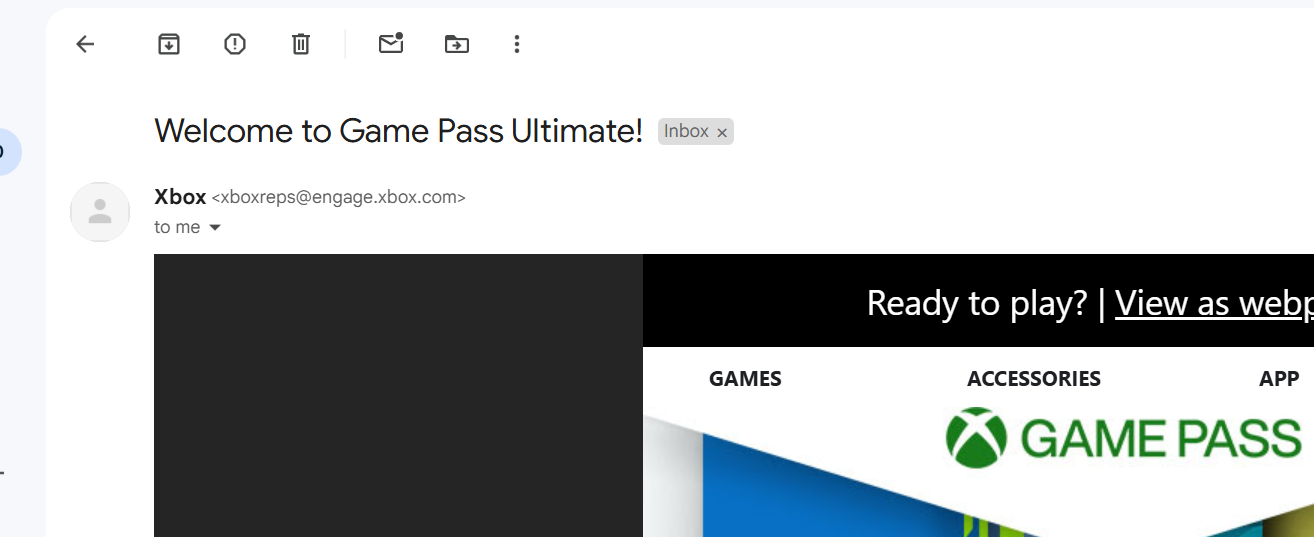 Welcome to Game Pass Ultimate! Inbox ×
Xbox <xboxreps@engage.xbox.com>
to me
Ready to play? | View as webp
GAMES ACCESSORIES APP
GAME PASS